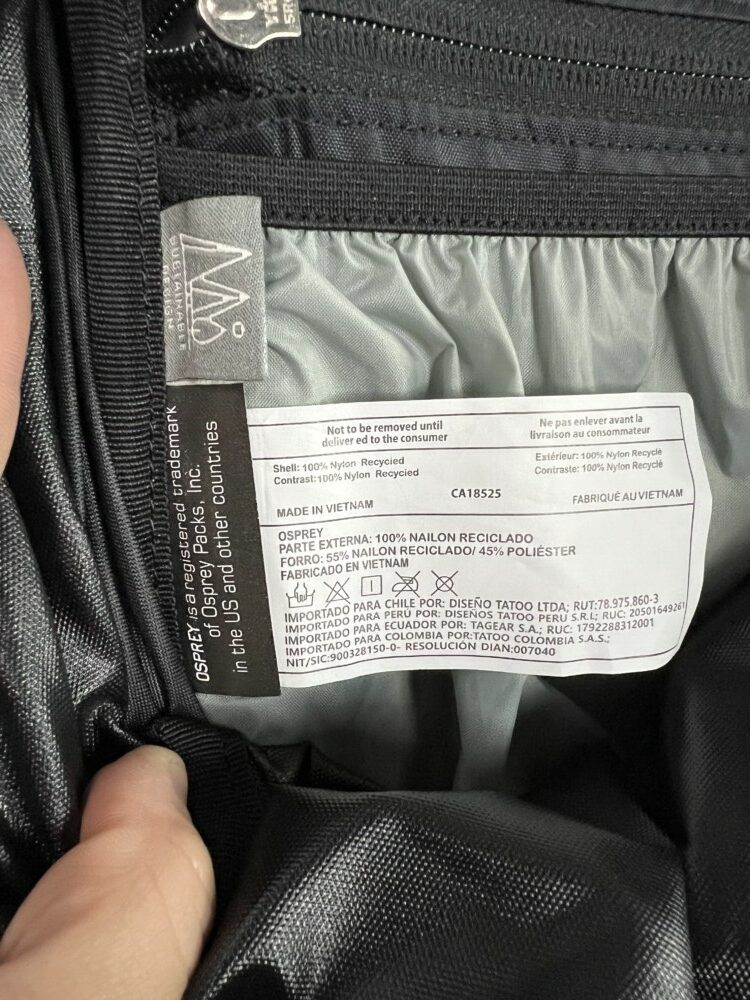 YKK
SUSTAINABLE
DESIGN
OSPREY is a registered trademark
of Osprey Packs, Inc.
in the US and other countries
Not to be removed until
deliver ed to the consumer
Ne pas enlever avant la
livraison au consommateur
Shell: 100% Nylon Recycled
Contrast:100% Nylon Recycled
Extérieur: 100% Nylon Recyclé
Contraste: 100% Nylon Recyclé
MADE IN VIETNAM
CA18525
FABRIQUÉ AU VIETNAM
OSPREY
PARTE EXTERNA: 100% NAILON RECICLADO
FORRO: 55% NAILON RECICLADO/ 45% POLIÉSTER
FABRICADO EN VIETNAM
IMPORTADO PARA CHILE POR: DISEÑO TATOO LTDA; RUT:78.975.860-3
IMPORTADO PARA PERÚ POR: DISEÑOS TATOO PERU S.R.L; RUC: 20501649261
IMPORTADO PARA ECUADOR POR: TAGEAR S.A.; RUC: 1792288312001
IMPORTADO PARA COLOMBIA POR:TATOO COLOMBIA S.A.S.;
NIT/SIC:900328150-0- RESOLUCIÓN DIAN:007040